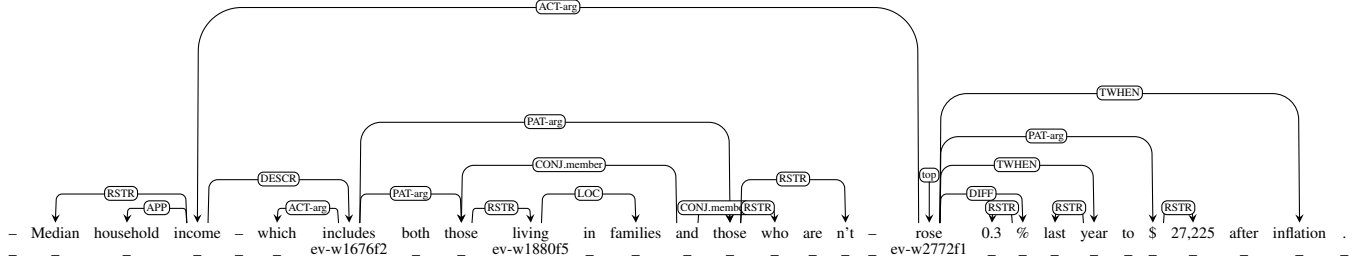 ACT-arg
TWHEN
PAT-arg
PAT-arg
CONJ.member TWHEN
top
DESCR RSTR
RSTR PAT-arg LOC DIFF
APP ACT-arg RSTR CONJ.member RSTR RSTR RSTR RSTR
– Median household income – which includes both those living in families and those who are n’t – rose 0.3 % last year to $ 27,225 after inflation .
_ _ _ _ _ _ ev-w1676f2 _ _ ev-w1880f5 _ _ _ _ _ _ _ _ ev-w2772f1 _ _ _ _ _ _ _ _ _ _